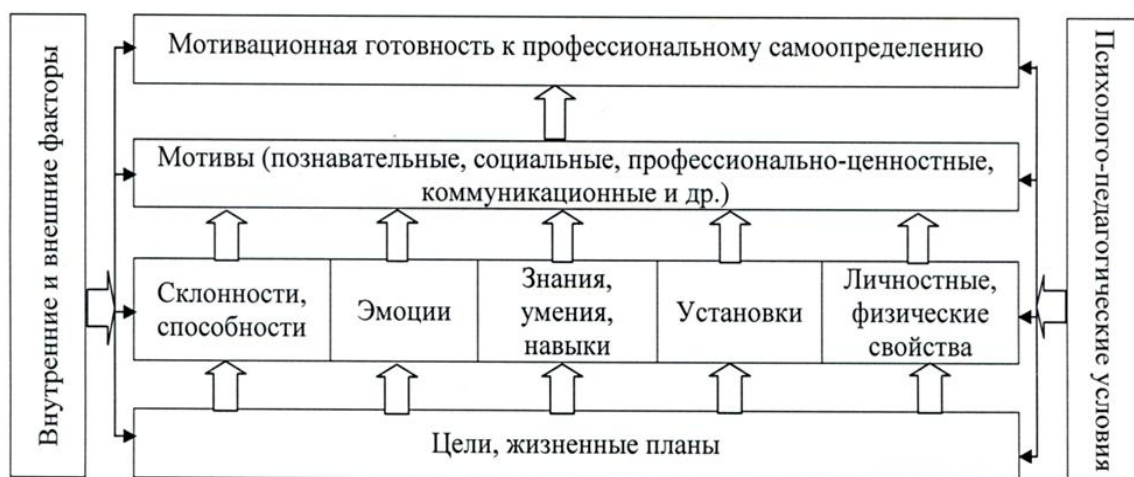 Внутренние и внешние факторы
Мотивационная готовность к профессиональному самоопределению
Мотивы (познавательные, социальные, профессионально-ценностные,
коммуникационные и др.)
Склонности,
способности
Эмоции
Знания,
умения,
навыки
Установки
Личностные,
физические
свойства
Цели, жизненные планы
Психолого-педагогические условия